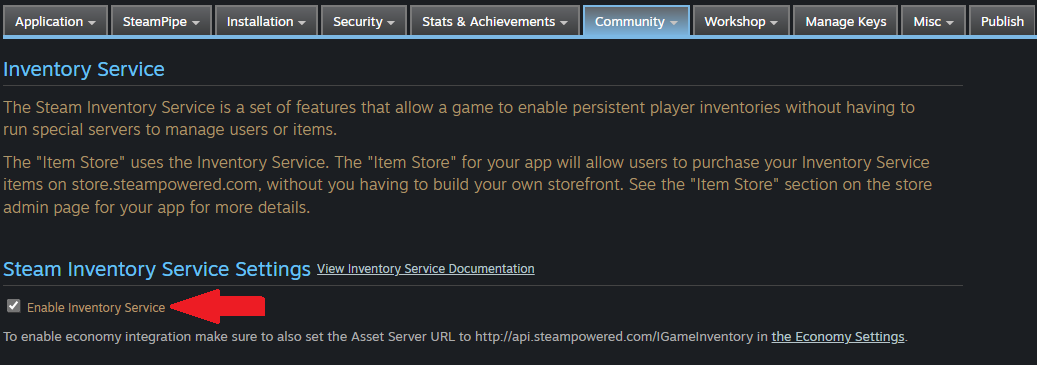 Application SteamPipe Installation Security Stats & Achievements Community Workshop Manage Keys Misc Publish
Inventory Service
The Steam Inventory Service is a set of features that allow a game to enable persistent player inventories without having to
run special servers to manage users or items.
The "Item Store" uses the Inventory Service. The "Item Store" for your app will allow users to purchase your Inventory Service
items on store.steampowered.com, without you having to build your own storefront. See the "Item Store" section on the store
admin page for your app for more details.
Steam Inventory Service Settings View Inventory Service Documentation
Enable Inventory Service
To enable economy integration make sure to also set the Asset Server URL to http://api.steampowered.com/IGameInventory in the Economy Settings.